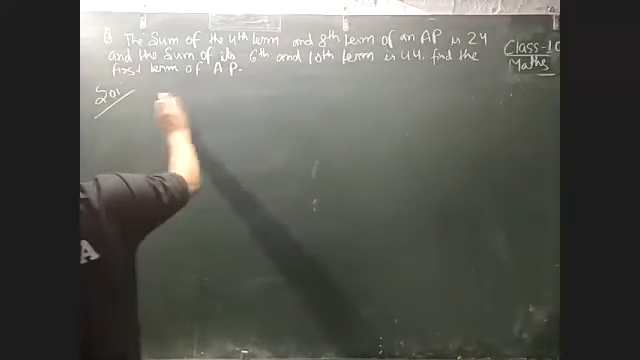 Q The Sum of the 4th term and 8th term of an AP is 24
and the Sum of its 6th and 10th term is 44. find the
first term of AP.
Class-10
Maths
Sol
A